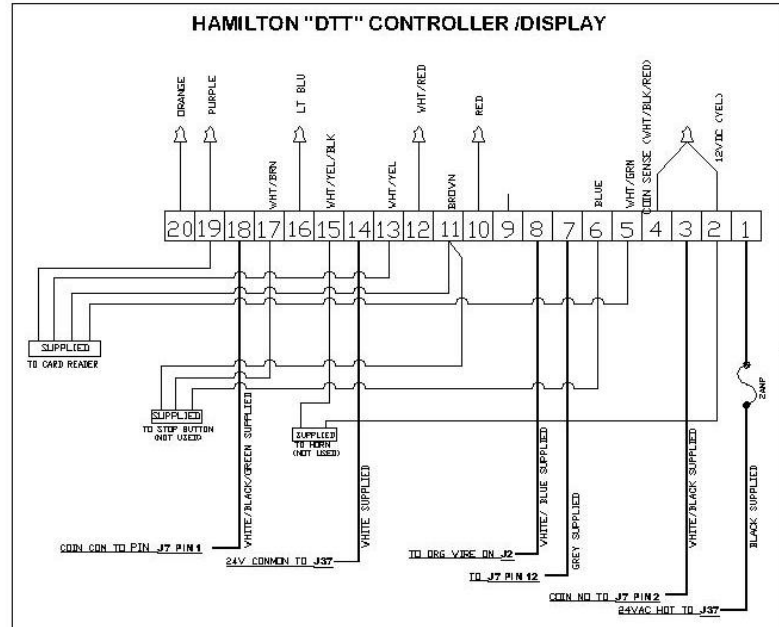 HAMILTON "DTT" CONTROLLER /DISPLAY
ORANGE
PURPLE
WHT/BRN
LT BLU
WHT/YEL/BLK
WHT/YEL
WHT/RED
BROWN
RED
BLUE
WHT/GRN
COIN SENSE (WHT/BLK/RED)
12VDC (YEL)
20 19 18 17 16 15 14 13 12 11 10 9 8 7 6 5 4 3 2 1
SUPPLIED
TO CARD READER
SUPPLIED
TO STOP BUTTON
(NOT USED)
SUPPLIED
TO HORN
(NOT USED)
2AMP
WHITE/BLACK/GREEN SUPPLIED
WHITE SUPPLIED
WHITE/ BLUE SUPPLIED
GREY SUPPLIED
WHITE/BLACK SUPPLIED
BLACK SUPPLIED
COIN COM TO PIN J7 PIN 1
24V CONMON TO J37
TO ORG WIRE ON J2
TO J7 PIN 12
COIN NO TO J7 PIN 2
24VAC HOT TO J37